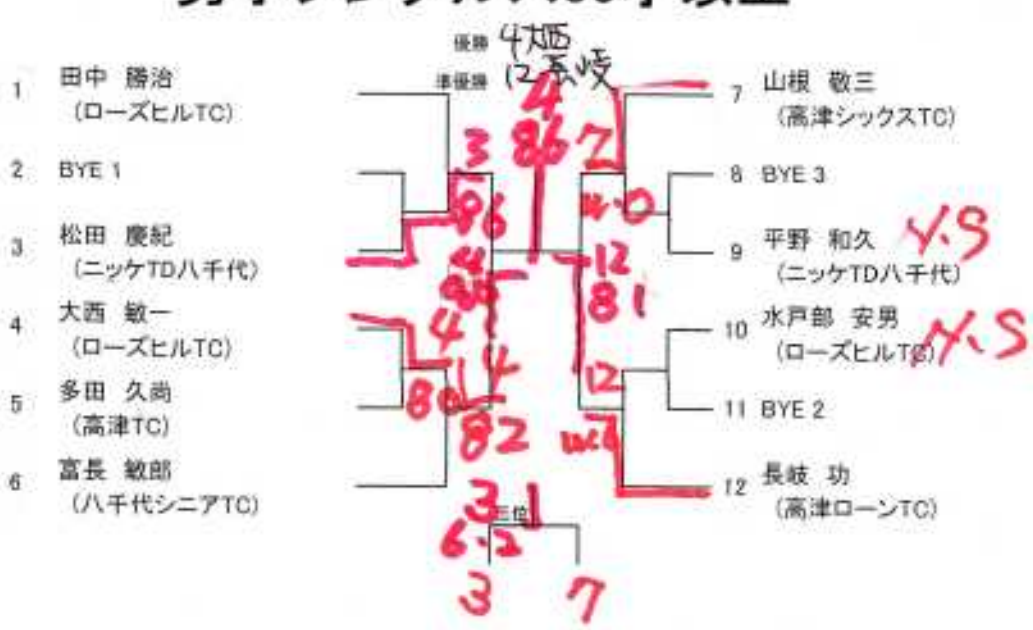 優勝 4大西
準優勝 12長岐
1 田中 勝治
(ローズヒルTC)
2 BYE 1
3 松田 慶紀
(ニッケTD八千代)
4 大西 敏一
(ローズヒルTC)
5 多田 久尚
(高津TC)
6 富長 敏郎
(八千代シニアTC)
4
86
3
86
4
4
80
4
82
7
W.O
12
81
12
7 山根 敬三
(高津シックスTC)
8 BYE 3
9 平野 和久 N.S
(ニッケTD八千代)
10 水戸部 安男
(ローズヒルTC) N.S
11 BYE 2
12 長岐 功
(高津ローンTC)
3 三位
6-2
3 7